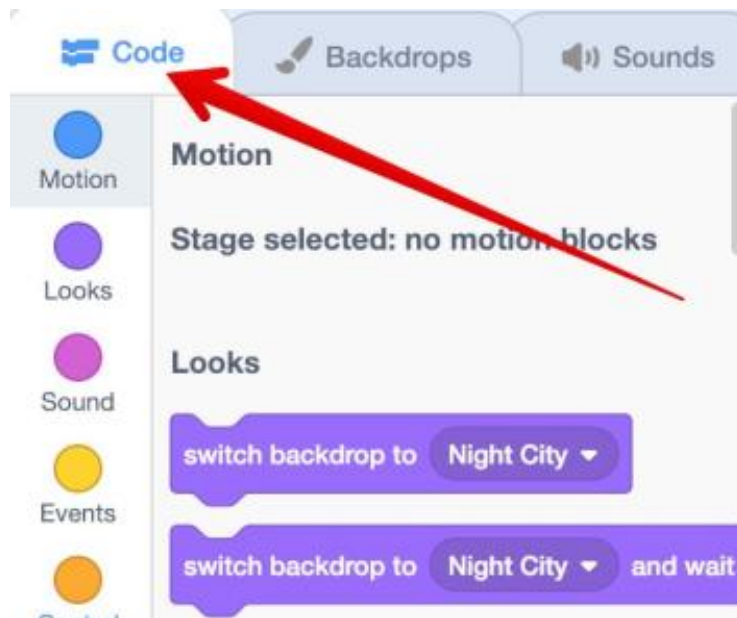 Code
Backdrops
Sounds
Motion
Motion
Stage selected: no motion blocks
Looks
Looks
Sound
switch backdrop to Night City
Events
switch backdrop to Night City and wait